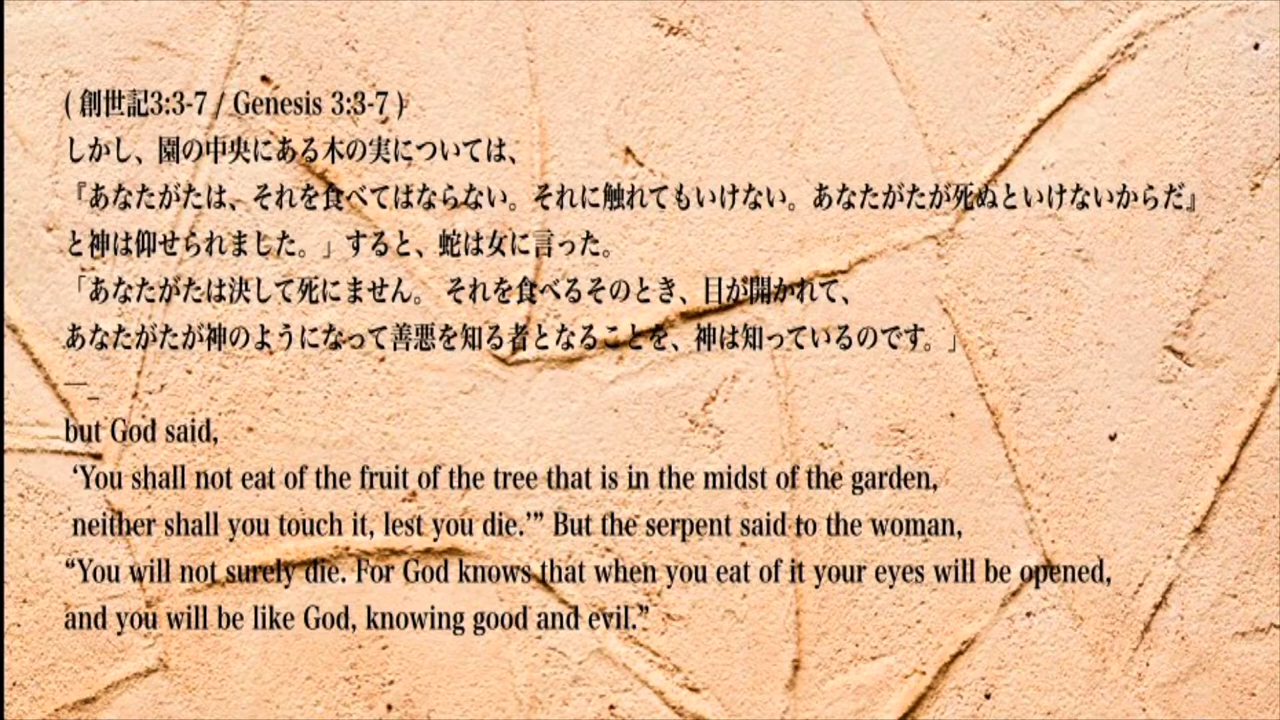 ( 創世記3:3-7 / Genesis 3:3-7 )
しかし、園の中央にある木の実については、
『あなたがたは、それを食べてはならない。それに触れてもいけない。あなたがたが死ぬといけないからだ』
と神は仰せられました。」すると、蛇は女に言った。
「あなたがたは決して死にません。 それを食べるそのとき、目が開かれて、
あなたがたが神のようになって善悪を知る者となることを、神は知っているのです。」
—_
but God said,
‘You shall not eat of the fruit of the tree that is in the midst of the garden,
neither shall you touch it, lest you die.’” But the serpent said to the woman,
“You will not surely die. For God knows that when you eat of it your eyes will be opened,
and you will be like God, knowing good and evil.”